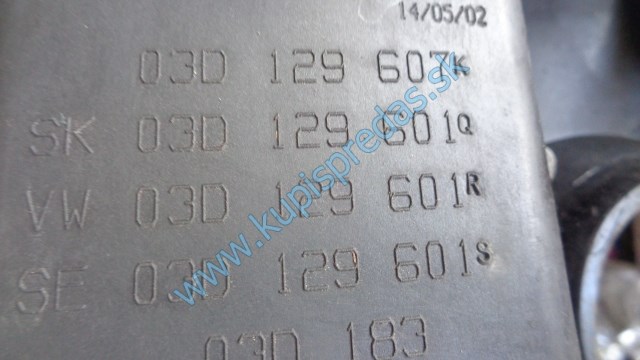 14/05/02
03D 129 607K
SK 03D 129 601Q
VW 03D 129 601R
SE 03D 129 601S
03D 183
www.kupispredas.sk